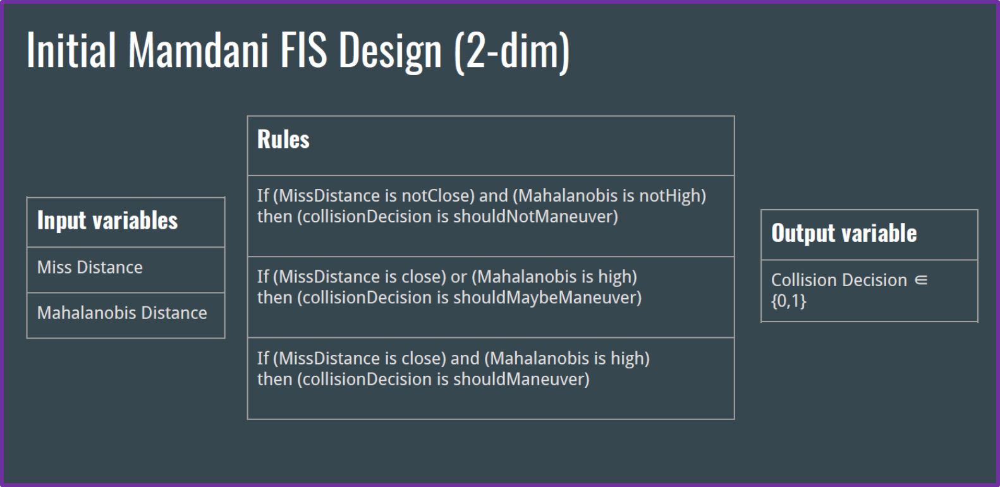 Initial Mamdani FIS Design (2-dim)
Input variables
Miss Distance
Mahalanobis Distance
Rules
If (MissDistance is notClose) and (Mahalanobis is notHigh)
then (collisionDecision is shouldNotManeuver)
If (MissDistance is close) or (Mahalanobis is high)
then (collisionDecision is shouldMaybeManeuver)
If (MissDistance is close) and (Mahalanobis is high)
then (collisionDecision is shouldManeuver)
Output variable
Collision Decision ∈
{0,1}